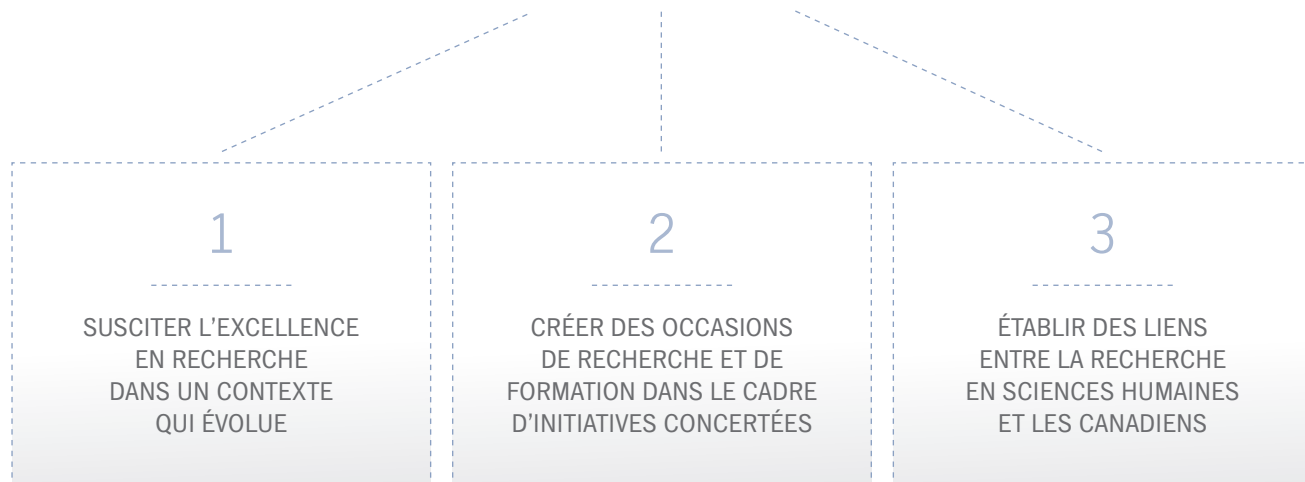 1
SUSCITER L'EXCELLENCE
EN RECHERCHE
DANS UN CONTEXTE
QUI ÉVOLUE
2
CRÉER DES OCCASIONS
DE RECHERCHE ET DE
FORMATION DANS LE CADRE
D'INITIATIVES CONCERTÉES
3
ÉTABLIR DES LIENS
ENTRE LA RECHERCHE
EN SCIENCES HUMAINES
ET LES CANADIENS